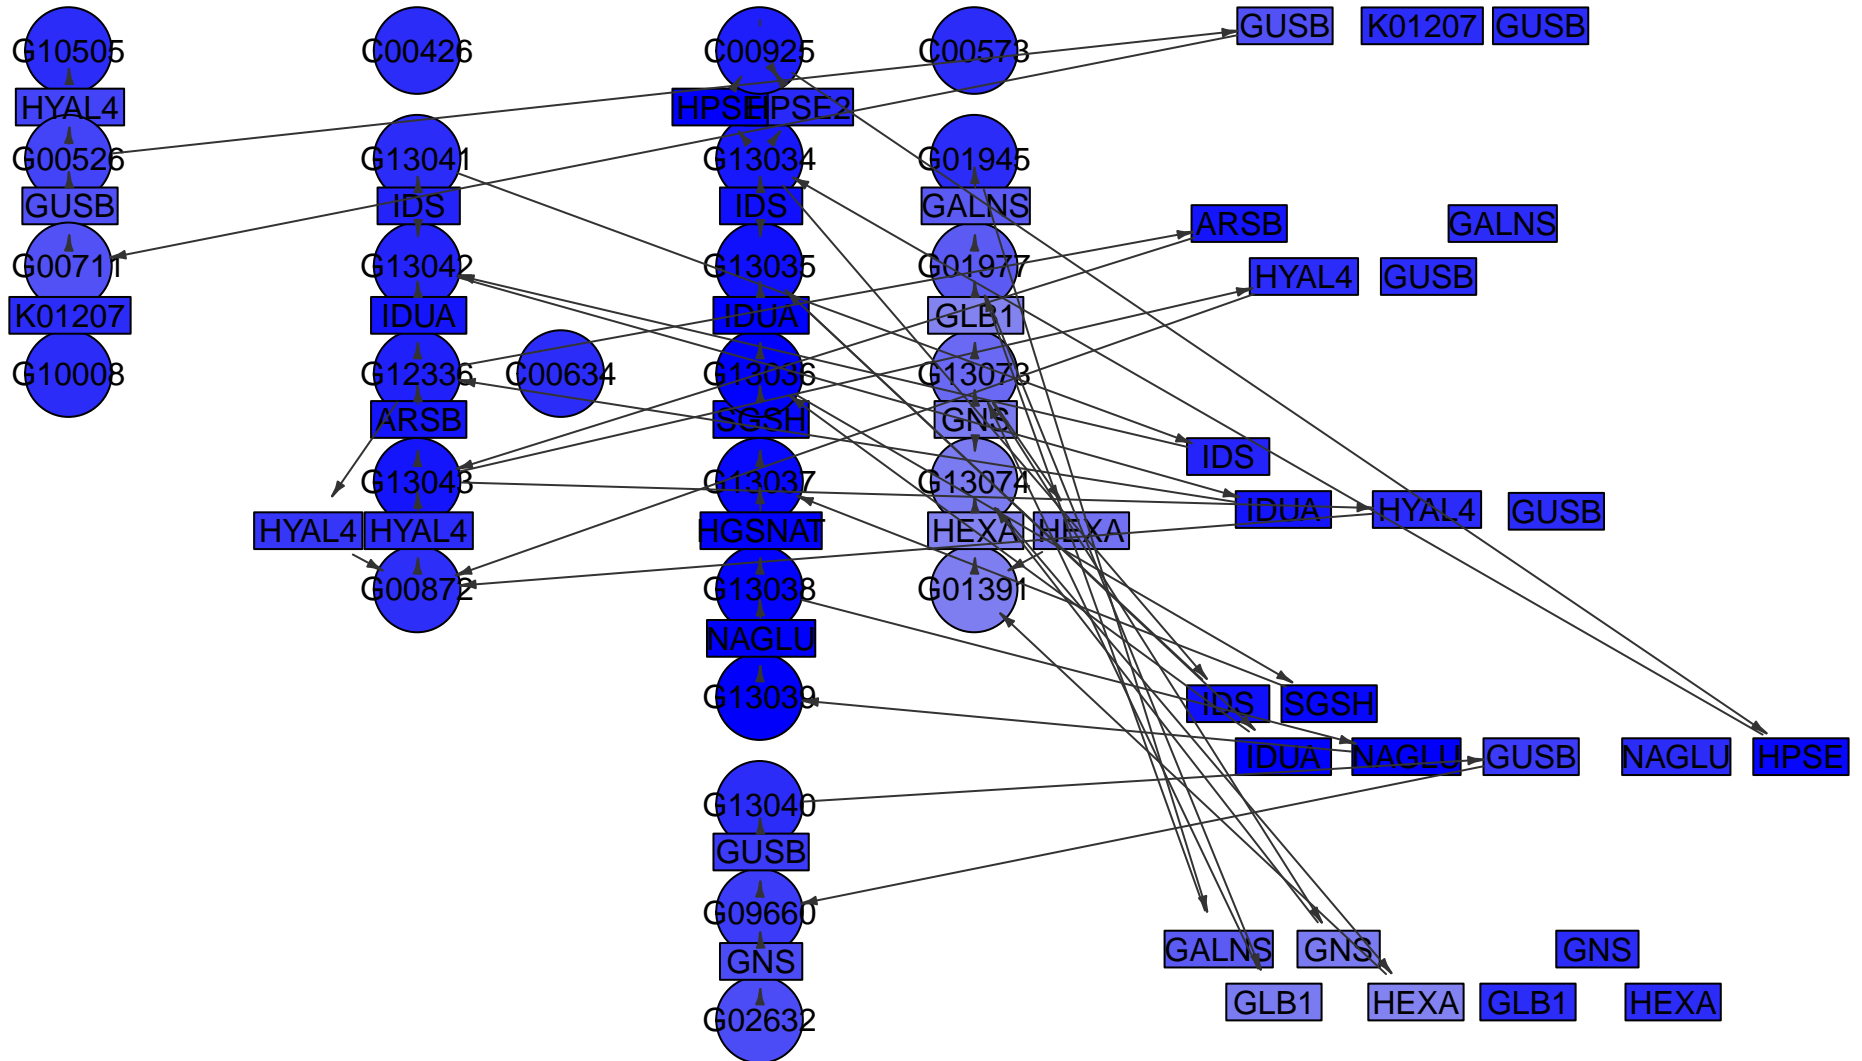 G10505 C00426 C00925 C00573 GUSB K01207 GUSB
HYAL4 HPSE HPSE2
G00526 G13041 G13034 G01945
GUSB IDS IDS GALNS ARSB GALNS
G00711 G13042 G13035 G01977 HYAL4 GUSB
K01207 IDUA IDUA GLB1
G10008 G12336 C00634 G13036 G13073
ARSB SGSH GNS IDS
G13043 G13037 G13074 IDUA HYAL4 GUSB
HYAL4 HYAL4 HGSNAT HEXA HEXA
G00872 G13038 G01391
NAGLU
G13039 IDS SGSH
IDUA NAGLU GUSB NAGLU HPSE
G13040
GUSB
G09660
GNS GALNS GNS GNS
G02632 GLB1 HEXA GLB1 HEXA